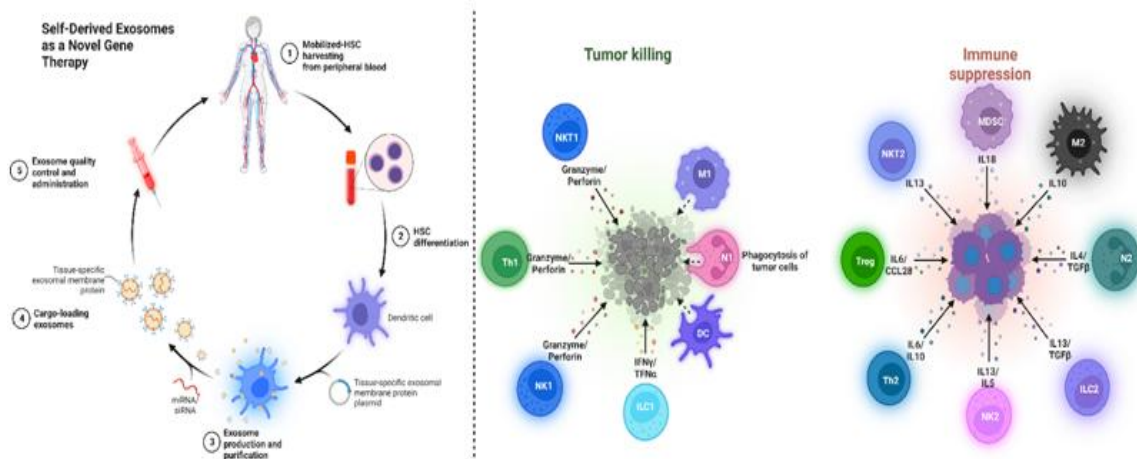 Self-Derived Exosomes
as a Novel Gene
Therapy
1
Mobilized-HSC
harvesting
from peripheral blood
2
HSC
differentiation
Dendritic cell
Tissue-specific exosomal
membrane protein
plasmid
3
Exosome
production and
purification
miRNA/
siRNA
4
Cargo-loading
exosomes
Tissue-specific
exosomal membrane
protein
5
Exosome quality
control and
administration
Tumor killing
NKT1
Granzyme/
Perforin
M1
Th1
Granzyme/
Perforin
N1
Phagocytosis of
tumor cells
Granzyme/
Perforin
NK1
IFNγ/
TFNα
ILC1
DC
Immune
suppression
MDSC
IL18
M2
IL10
NKT2
IL13
Treg
IL6/
CCL28
IL4/
TGFβ
N2
IL6/
IL10
Th2
IL13/
IL5
NK2
IL13/
TGFβ
ILC2